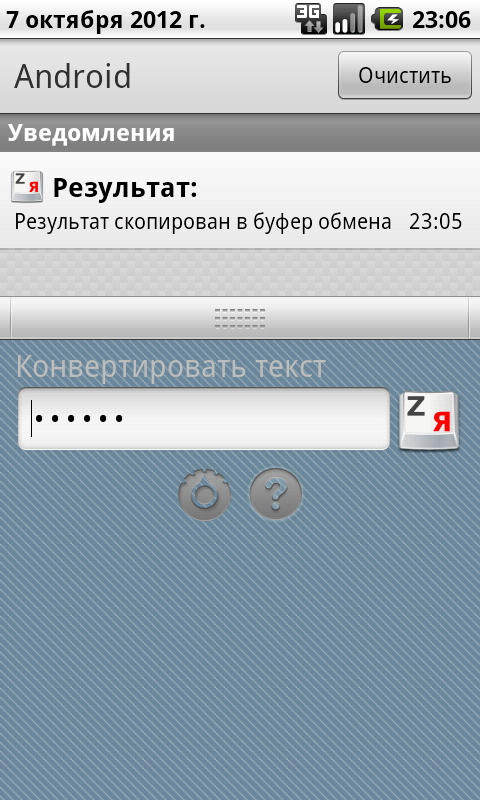 7 октября 2012 г. 3G 23:06
Android Очистить
Уведомления
Z Я Результат:
Результат скопирован в буфер обмена 23:05
Конвертировать текст
•••••• Z Я
?